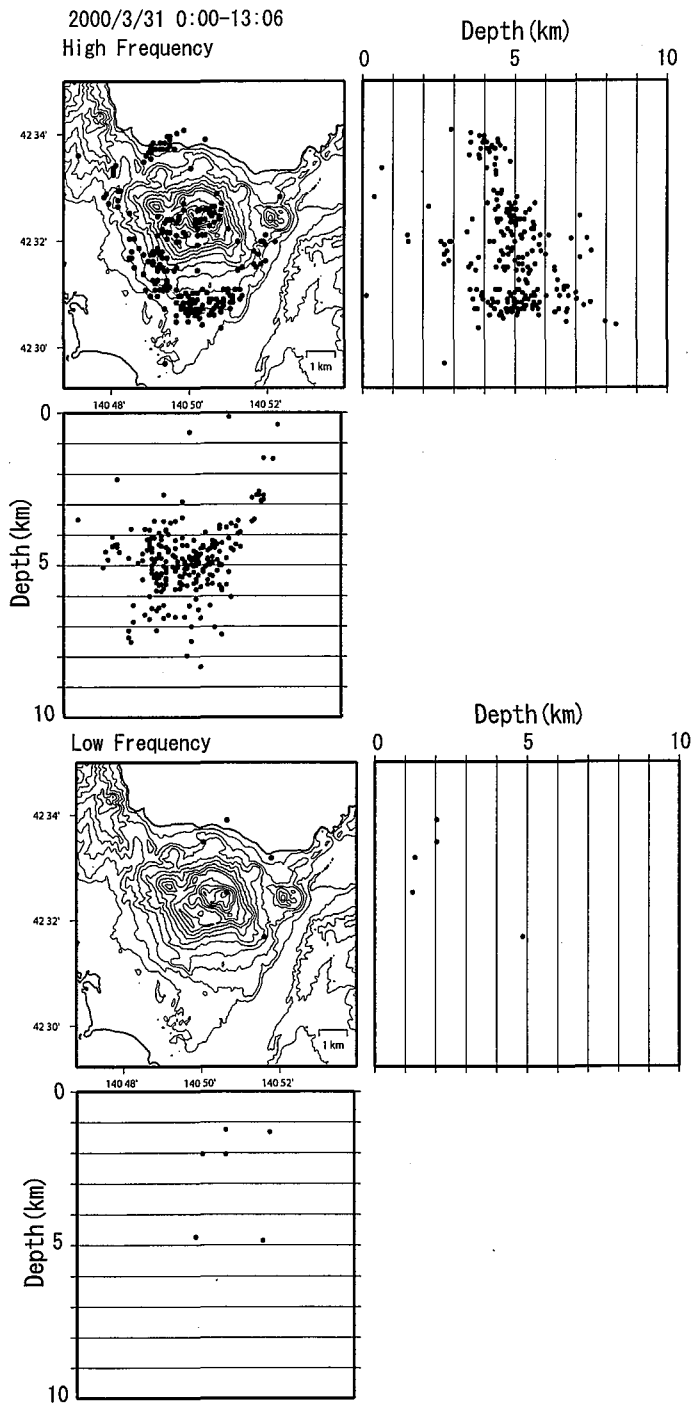 2000/3/31 0:00-13:06
High Frequency
Depth(km)
0 5 10
42 34'
42 32'
42 30'
1 km
140 48' 140 50' 140 52'
0
5
10
Depth(km)
Low Frequency
Depth(km)
0 5 10
42 34'
42 32'
42 30'
1 km
140 48' 140 50' 140 52'
0
5
10
Depth(km)